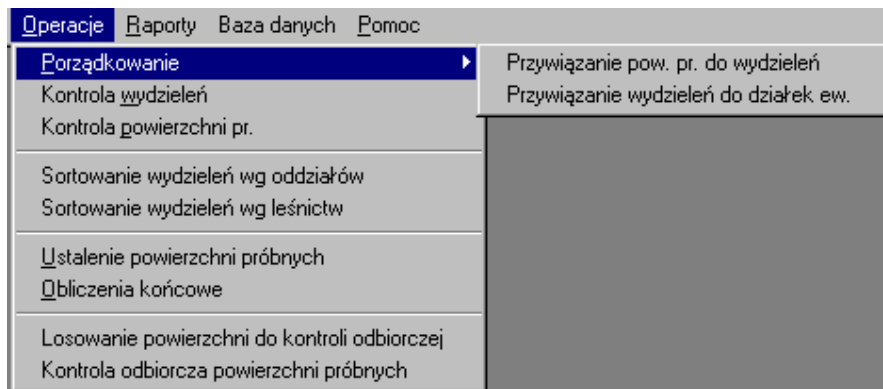 Operacje Raporty Baza danych Pomoc
Porządkowanie
Przywiązanie pow. pr. do wydzieleń
Kontrola wydzieleń
Przywiązanie wydzieleń do działek ew.
Kontrola powierzchni pr.
Sortowanie wydzieleń wg oddziałów
Sortowanie wydzieleń wg leśnictw
Ustalenie powierzchni próbnych
Obliczenia końcowe
Losowanie powierzchni do kontroli odbiorczej
Kontrola odbiorcza powierzchni próbnych